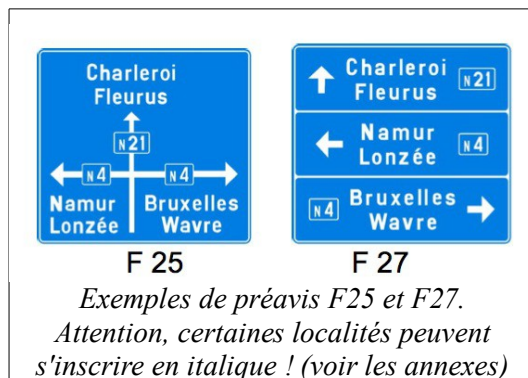 Charleroi
Fleurus
N21
N4 N4
Namur Bruxelles
Lonzée Wavre
F 25
Charleroi N21
Fleurus
Namur N4
Lonzée
N4 Bruxelles
Wavre
F 27
Exemples de préavis F25 et F27.
Attention, certaines localités peuvent
s'inscrire en italique ! (voir les annexes)